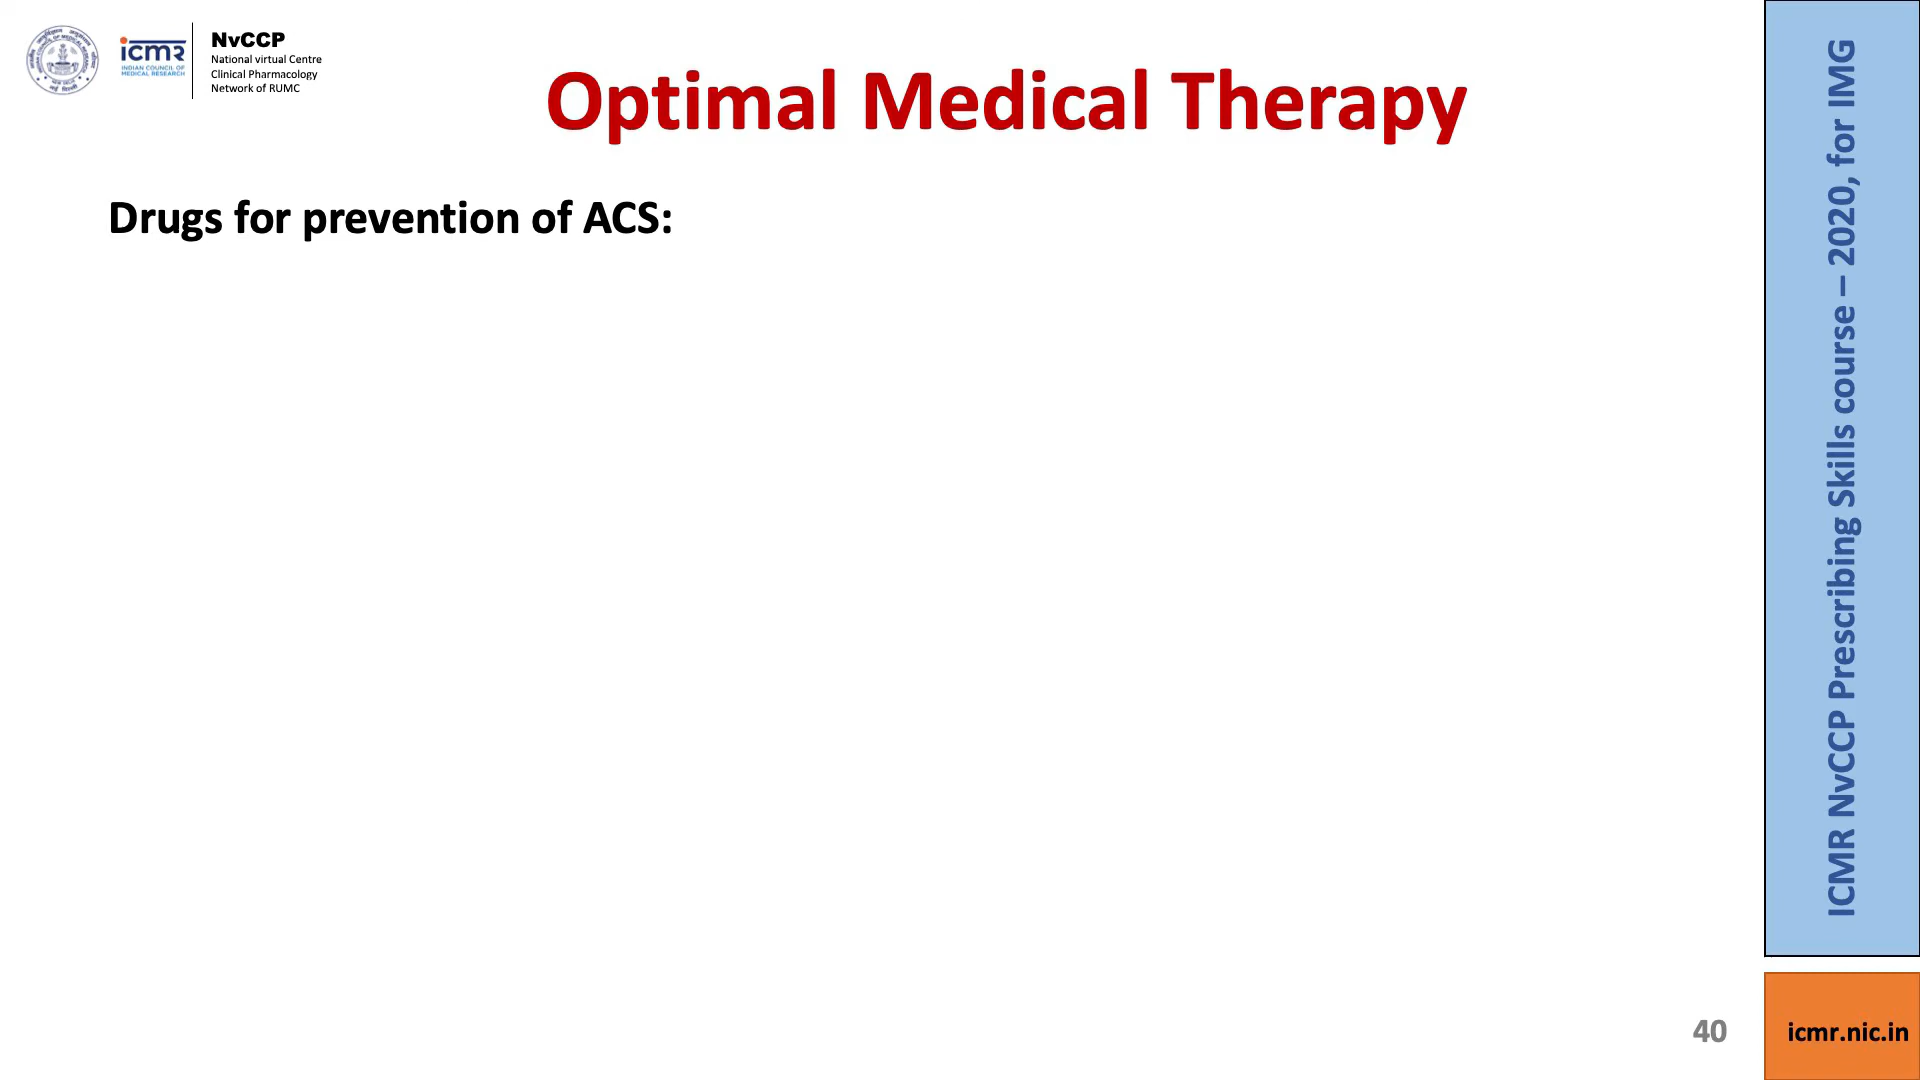 icmr
INDIAN COUNCIL OF
MEDICAL RESEARCH
NvCCP
National virtual Centre
Clinical Pharmacology
Network of RUMC
Optimal Medical Therapy
Drugs for prevention of ACS:
ICMR NvCCP Prescribing Skills course – 2020, for IMG
40
icmr.nic.in